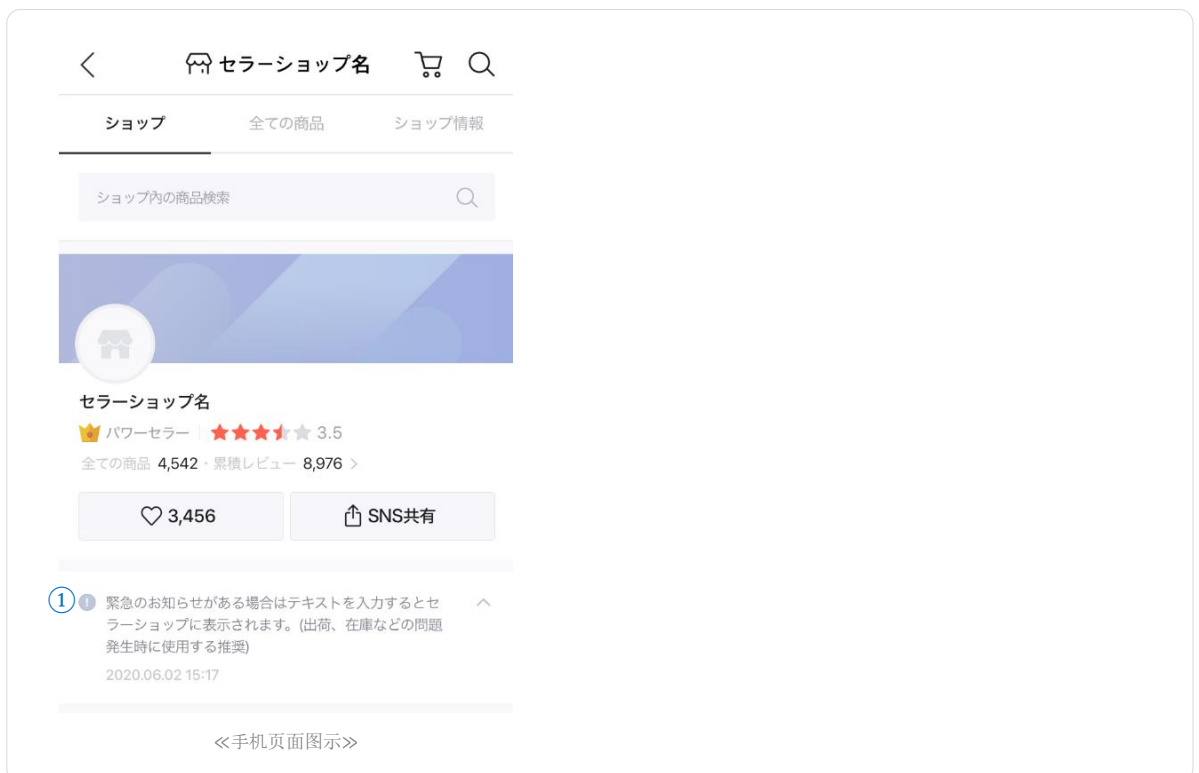 セラーショップ名
ショップ 全ての商品 ショップ情報
ショップ內の商品検索
セラーショップ名
パワーセラー 3.5
全ての商品 4,542 · 累積レビュー 8,976 >
3,456 SNS共有
① 緊急のお知らせがある場合はテキストを入力するとセ
ラーショップに表示されます。(出荷、在庫などの問題
発生時に使用する推奨)
2020.06.02 15:17
≪手机页面图示≫